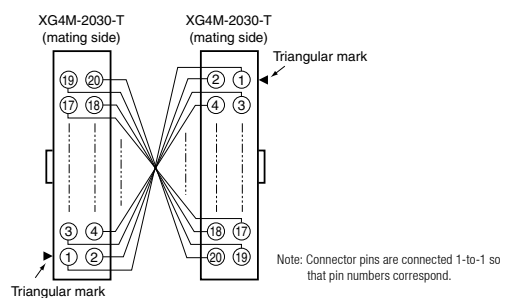 XG4M-2030-T
(mating side)
XG4M-2030-T
(mating side)
Triangular mark
19 20
2 1
17 18
4 3
3 4
18 17
1 2
20 19
Note: Connector pins are connected 1-to-1 so
that pin numbers correspond.
Triangular mark